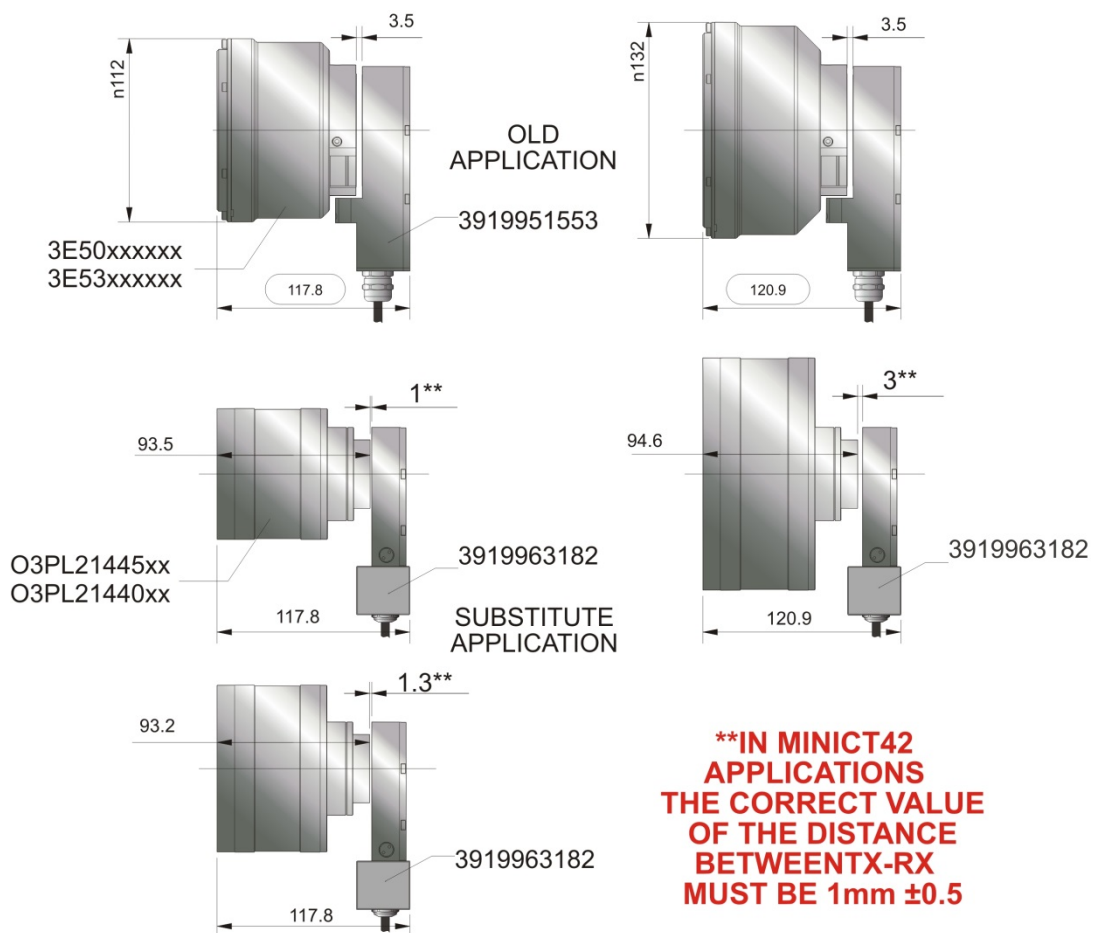 3.5
n112
OLD
APPLICATION
3919951553
3E50xxxxxx
3E53xxxxxx
117.8
3.5
n132
120.9
1**
93.5
O3PL21445xx
O3PL21440xx
3919963182
117.8
SUBSTITUTE
APPLICATION
3**
94.6
3919963182
120.9
1.3**
93.2
3919963182
117.8
**IN MINICT42
APPLICATIONS
THE CORRECT VALUE
OF THE DISTANCE
BETWEENTX-RX
MUST BE 1mm ±0.5